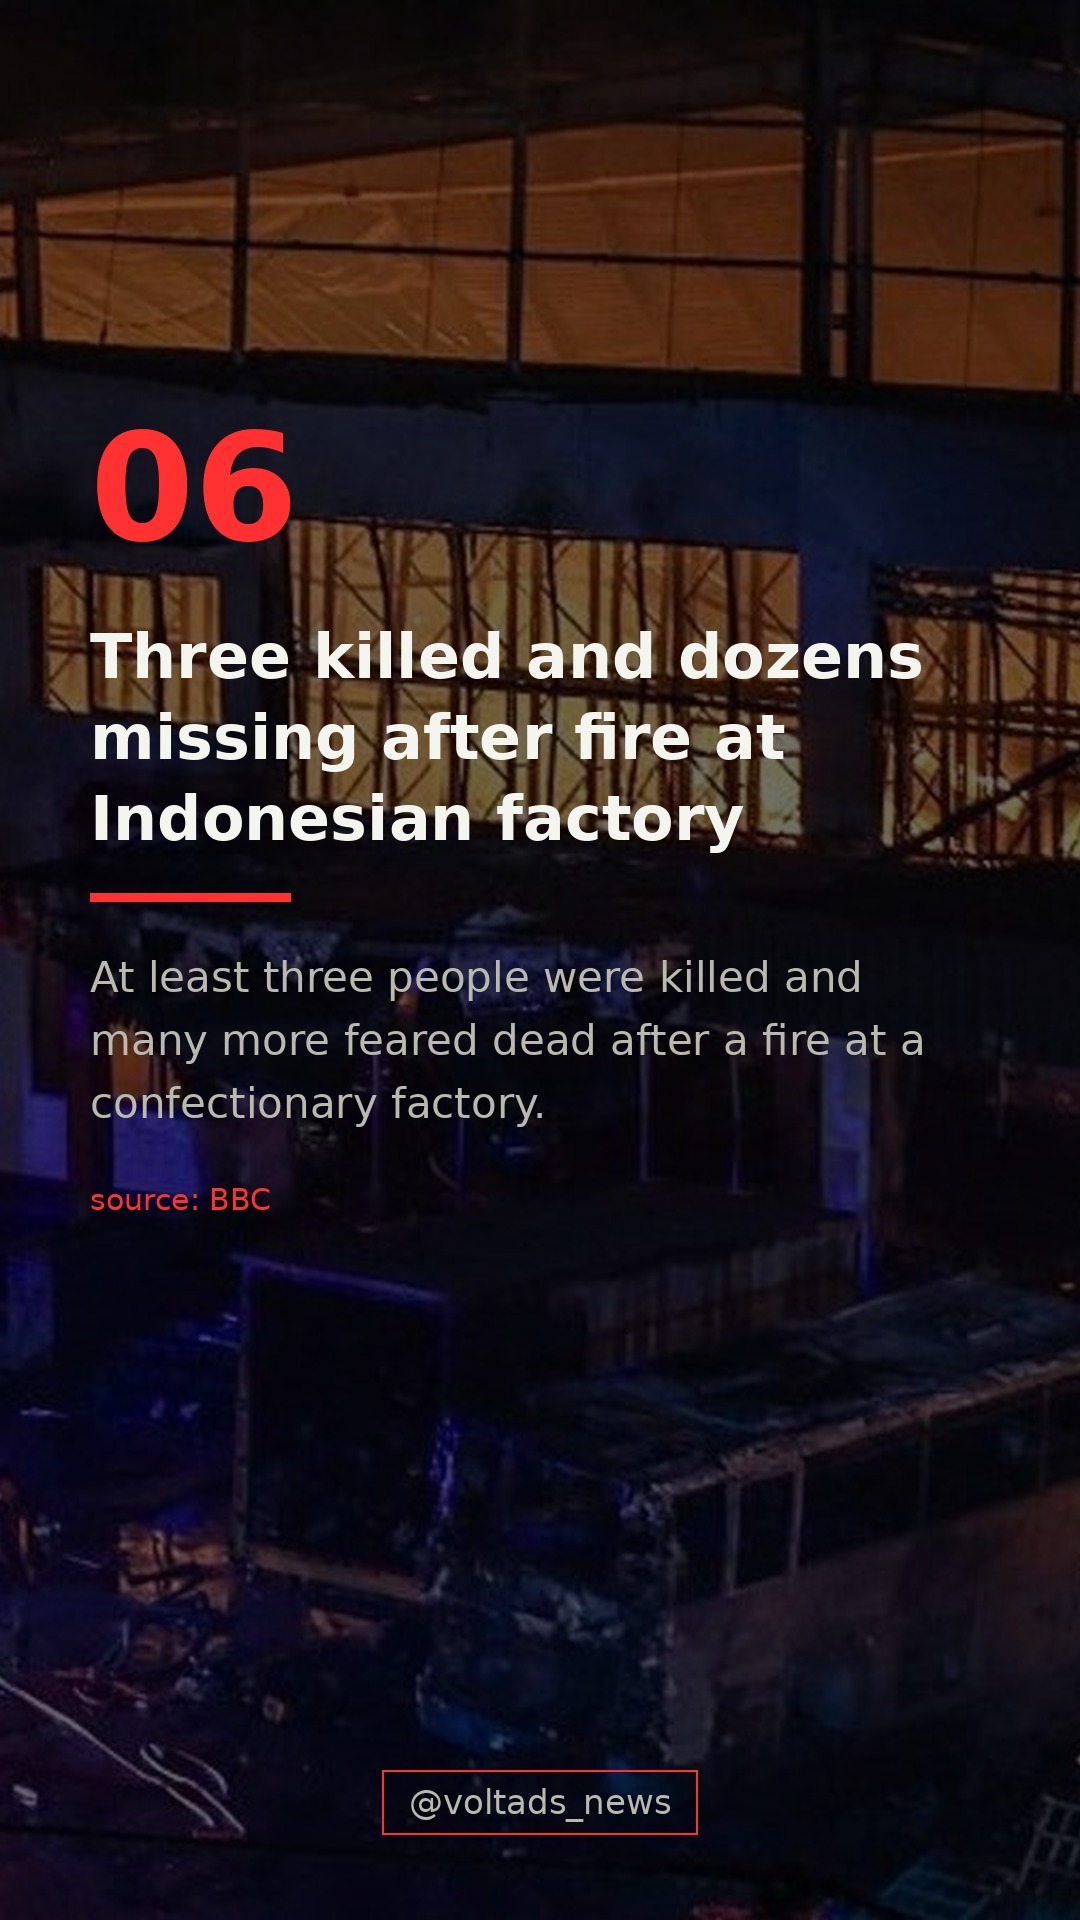 06
Three killed and dozens
missing after fire at
Indonesian factory
At least three people were killed and
many more feared dead after a fire at a
confectionary factory.
source: BBC
@voltads_news